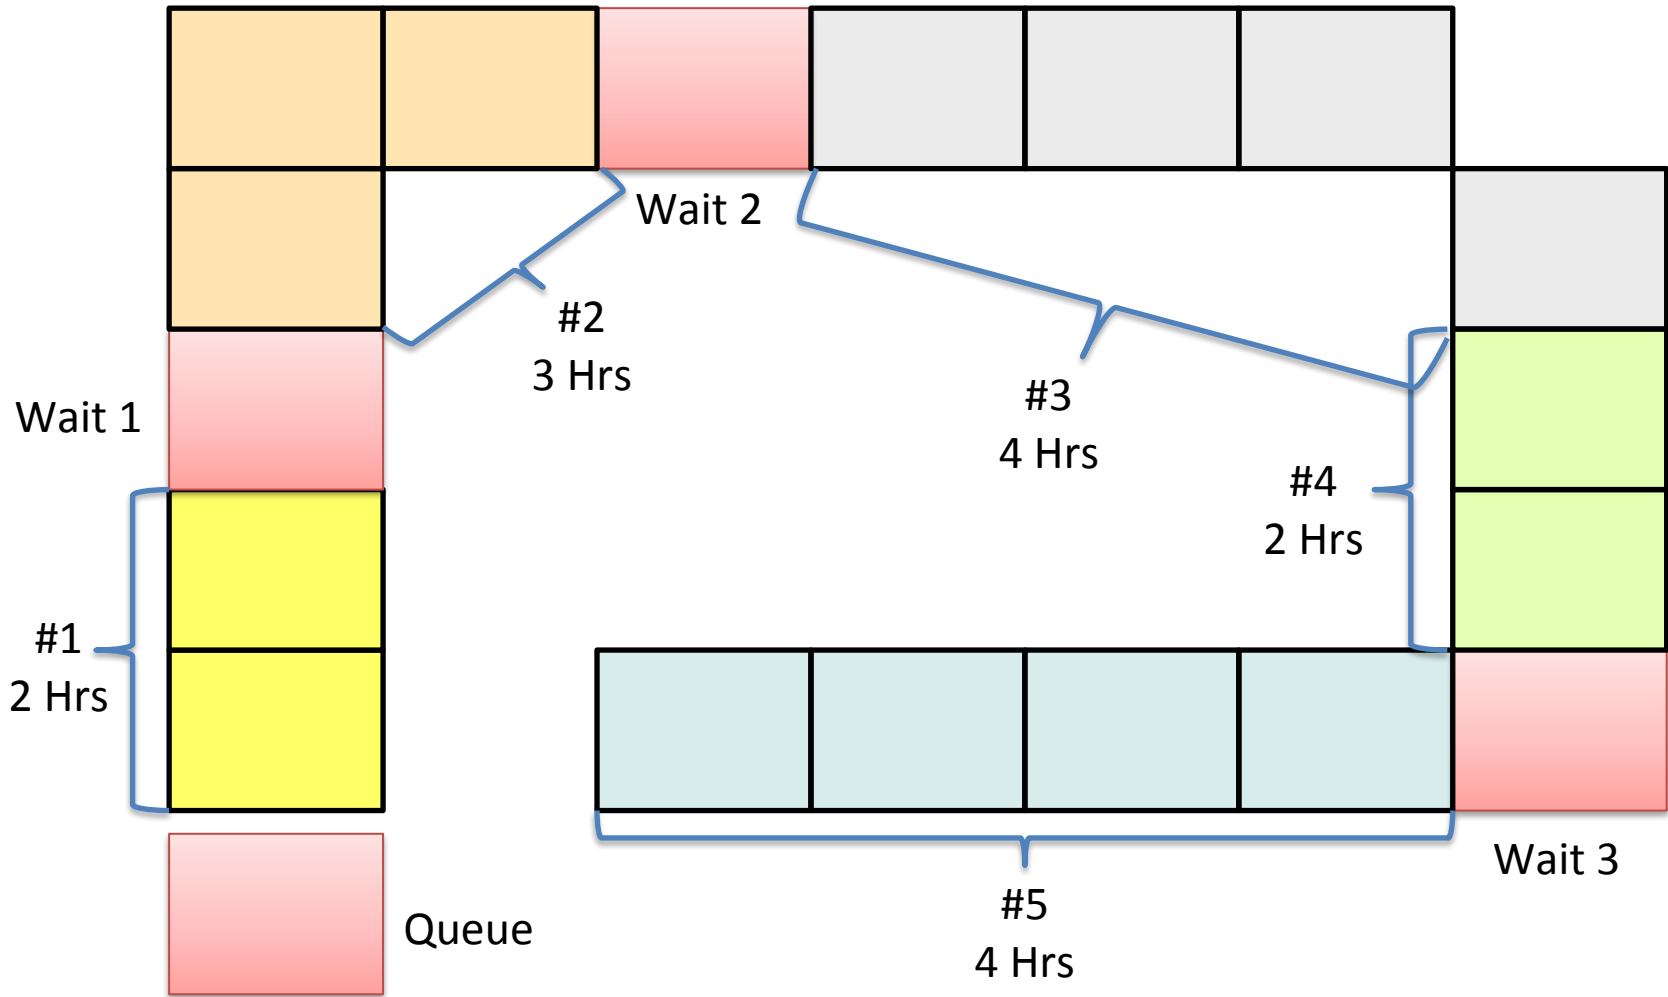 Wait 2
#2
3 Hrs
Wait 1
#3
4 Hrs
#4
2 Hrs
#1
2 Hrs
Wait 3
#5
4 Hrs
Queue